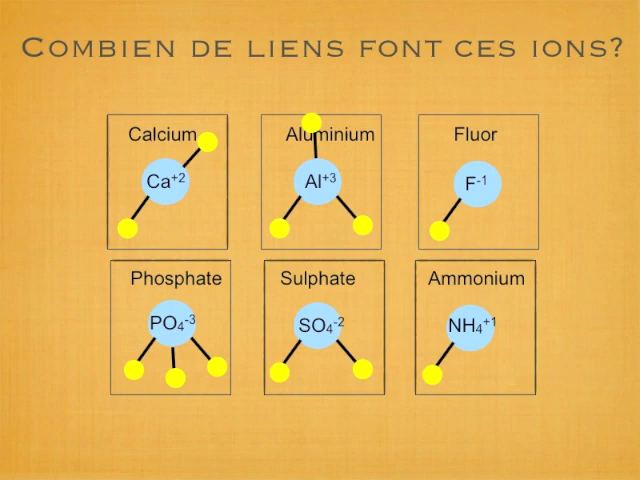 Combien de liens font ces ions?
Calcium Aluminium Fluor
Ca+2 Al+3 F-1
Phosphate Sulphate Ammonium
PO4-3 SO4-2 NH4+1